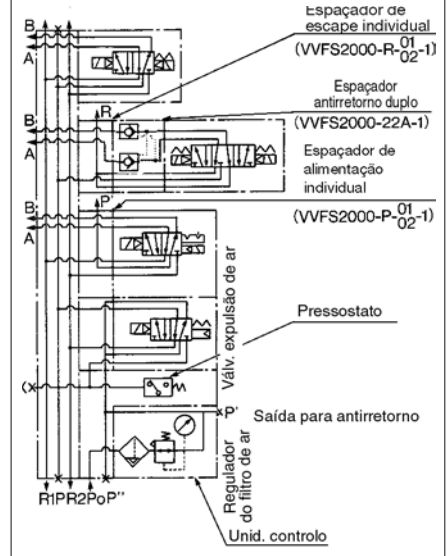 Espaçador de
escape individual
(VVFS2000-R-01/02-1)
Espaçador
antirretorno duplo
(VVFS2000-22A-1)
Espaçador de
alimentação
individual
(VVFS2000-P-01/02-1)
B
A
R
B
A
P'
B
A
Válv. expulsão de ar
Pressostato
X
P'
Saída para antirretorno
Regulador
do filtro de ar
R1PR2PoP"
Unid. controlo